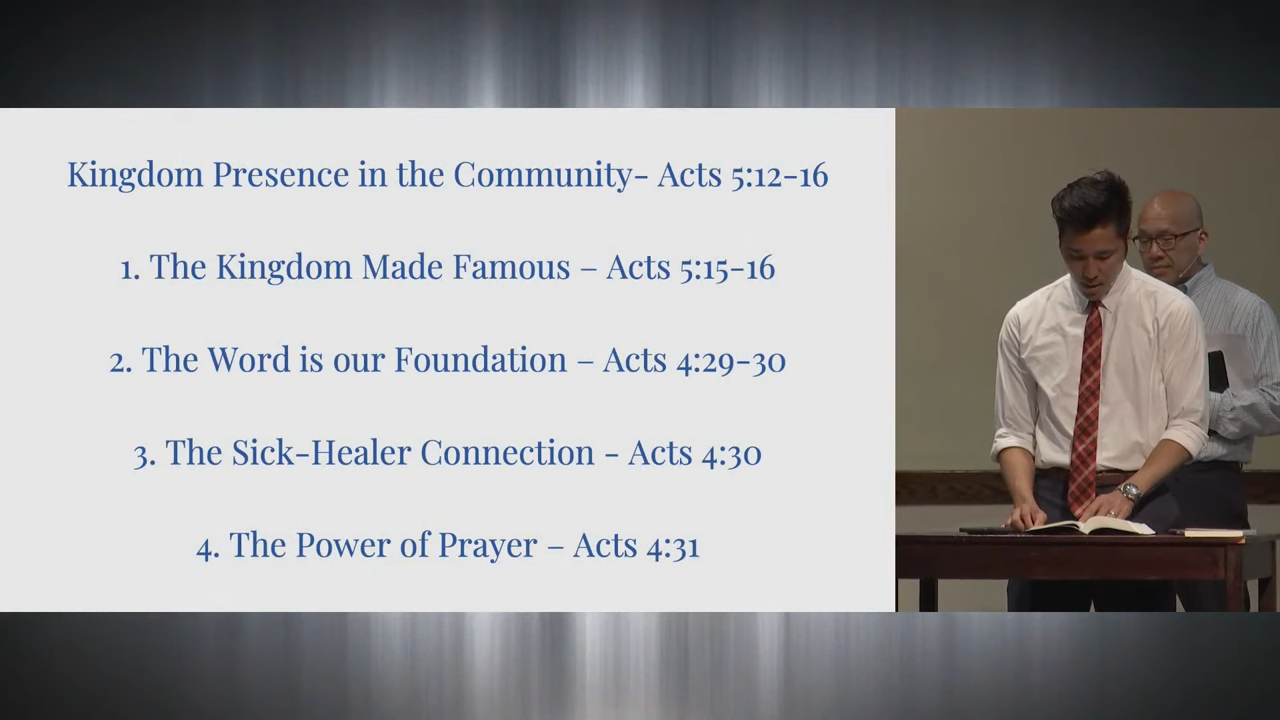 Kingdom Presence in the Community- Acts 5:12-16
1. The Kingdom Made Famous – Acts 5:15-16
2. The Word is our Foundation – Acts 4:29-30
3. The Sick-Healer Connection - Acts 4:30
4. The Power of Prayer – Acts 4:31